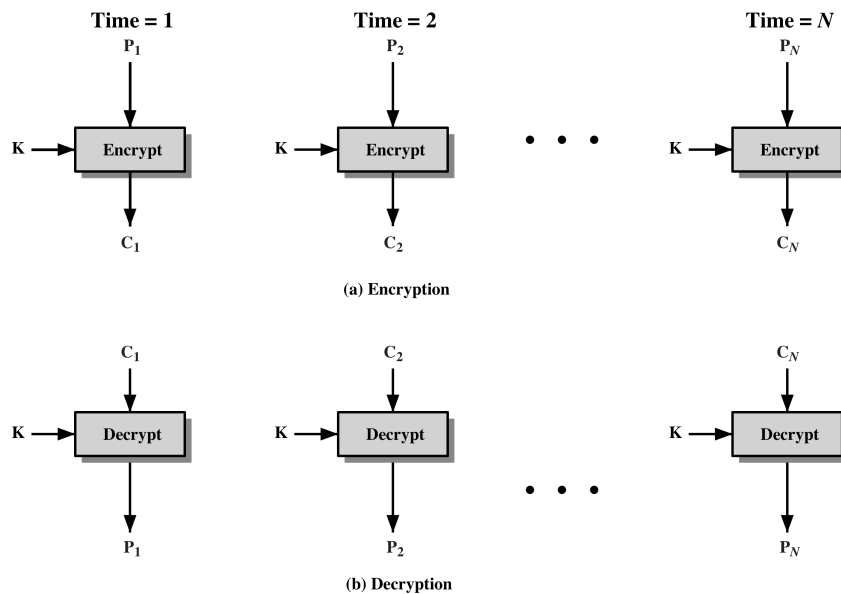 Time = 1 Time = 2 Time = N
P1 P2 PN
K Encrypt K Encrypt • • • K Encrypt
C1 C2 CN
(a) Encryption
C1 C2 CN
K Decrypt K Decrypt K Decrypt
• • •
P1 P2 PN
(b) Decryption